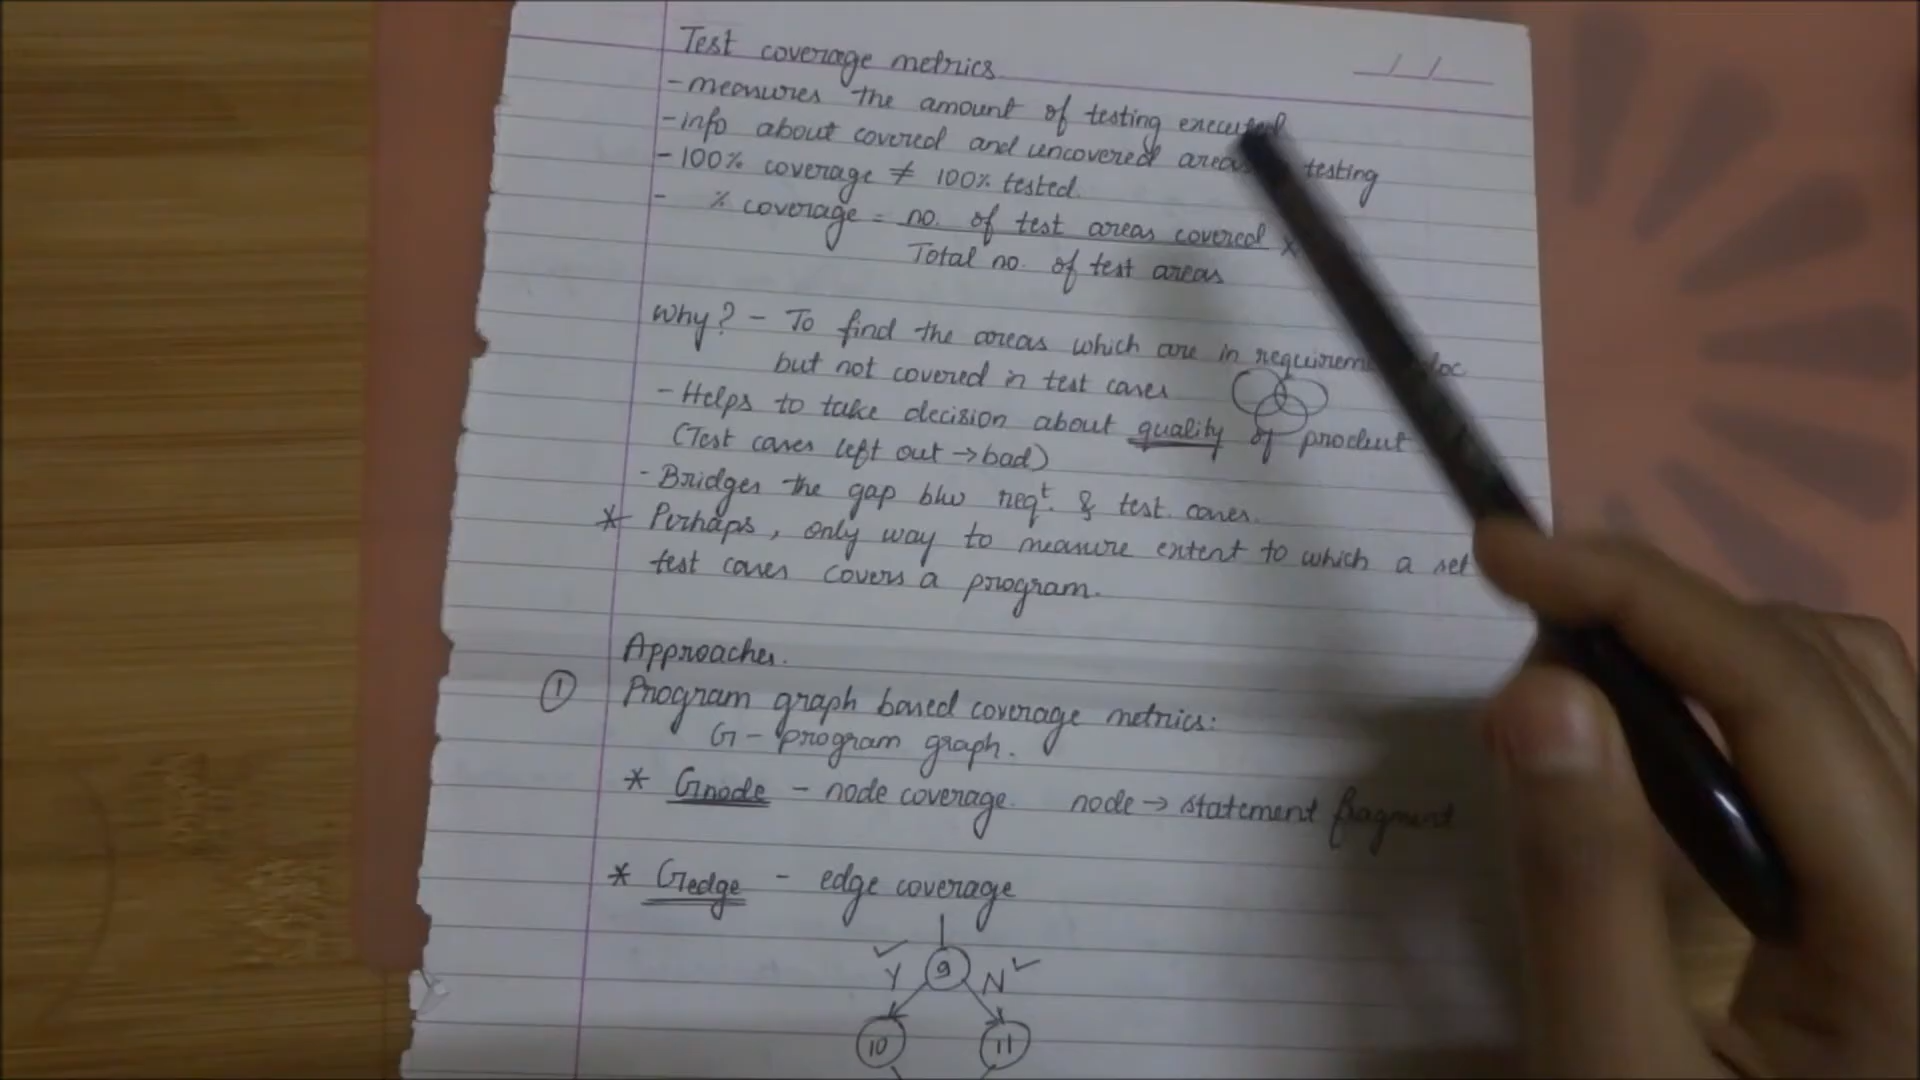 Test coverage metrics
/ /
- measures the amount of testing executed
- info about covered and uncovered areas testing
- 100% coverage ≠ 100% tested.
- % coverage = no. of test areas covered x
Total no. of test areas
Why? - To find the areas which are in
but not covered in test cases
- Helps to take decision about quality of product
(Test cases left out → bad)
- Bridges the gap b/w reqt. & test cases.
* Perhaps, only way to measure extent to which a set
test cases covers a program.
Approaches.
① Program graph based coverage metrics:
G - program graph.
* Gnode - node coverage. node → statement fragment
* Gedge - edge coverage
✓ Y 9 N ✓
10 11